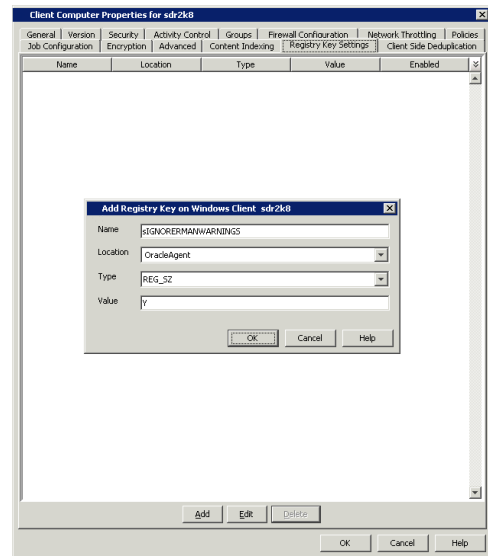 Client Computer Properties for sdr2k8
General Version Security Activity Control Groups Firewall Configuration Network Throttling Policies
Job Configuration Encryption Advanced Content Indexing Registry Key Settings Client Side Deduplication
Name Location Type Value Enabled
Add Registry Key on Windows Client sdr2k8
Name sIGNORERMANWARNINGS
Location OracleAgent
Type REG_SZ
Value Y
OK Cancel Help
Add Edit Delete
OK Cancel Help